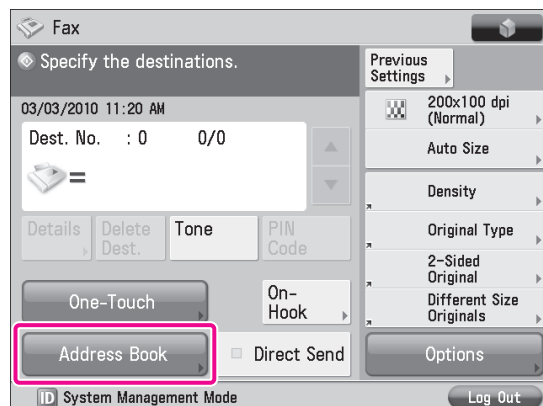 Fax
Specify the destinations.
Previous
Settings
03/03/2010 11:20 AM
200x100 dpi
(Normal)
Dest. No. : 0 0/0
Auto Size
=
Density
Details
Delete
Dest.
Tone
PIN
Code
Original Type
2-Sided
Original
One-Touch
On-
Hook
Different Size
Originals
Address Book
Direct Send
Options
ID System Management Mode
Log Out